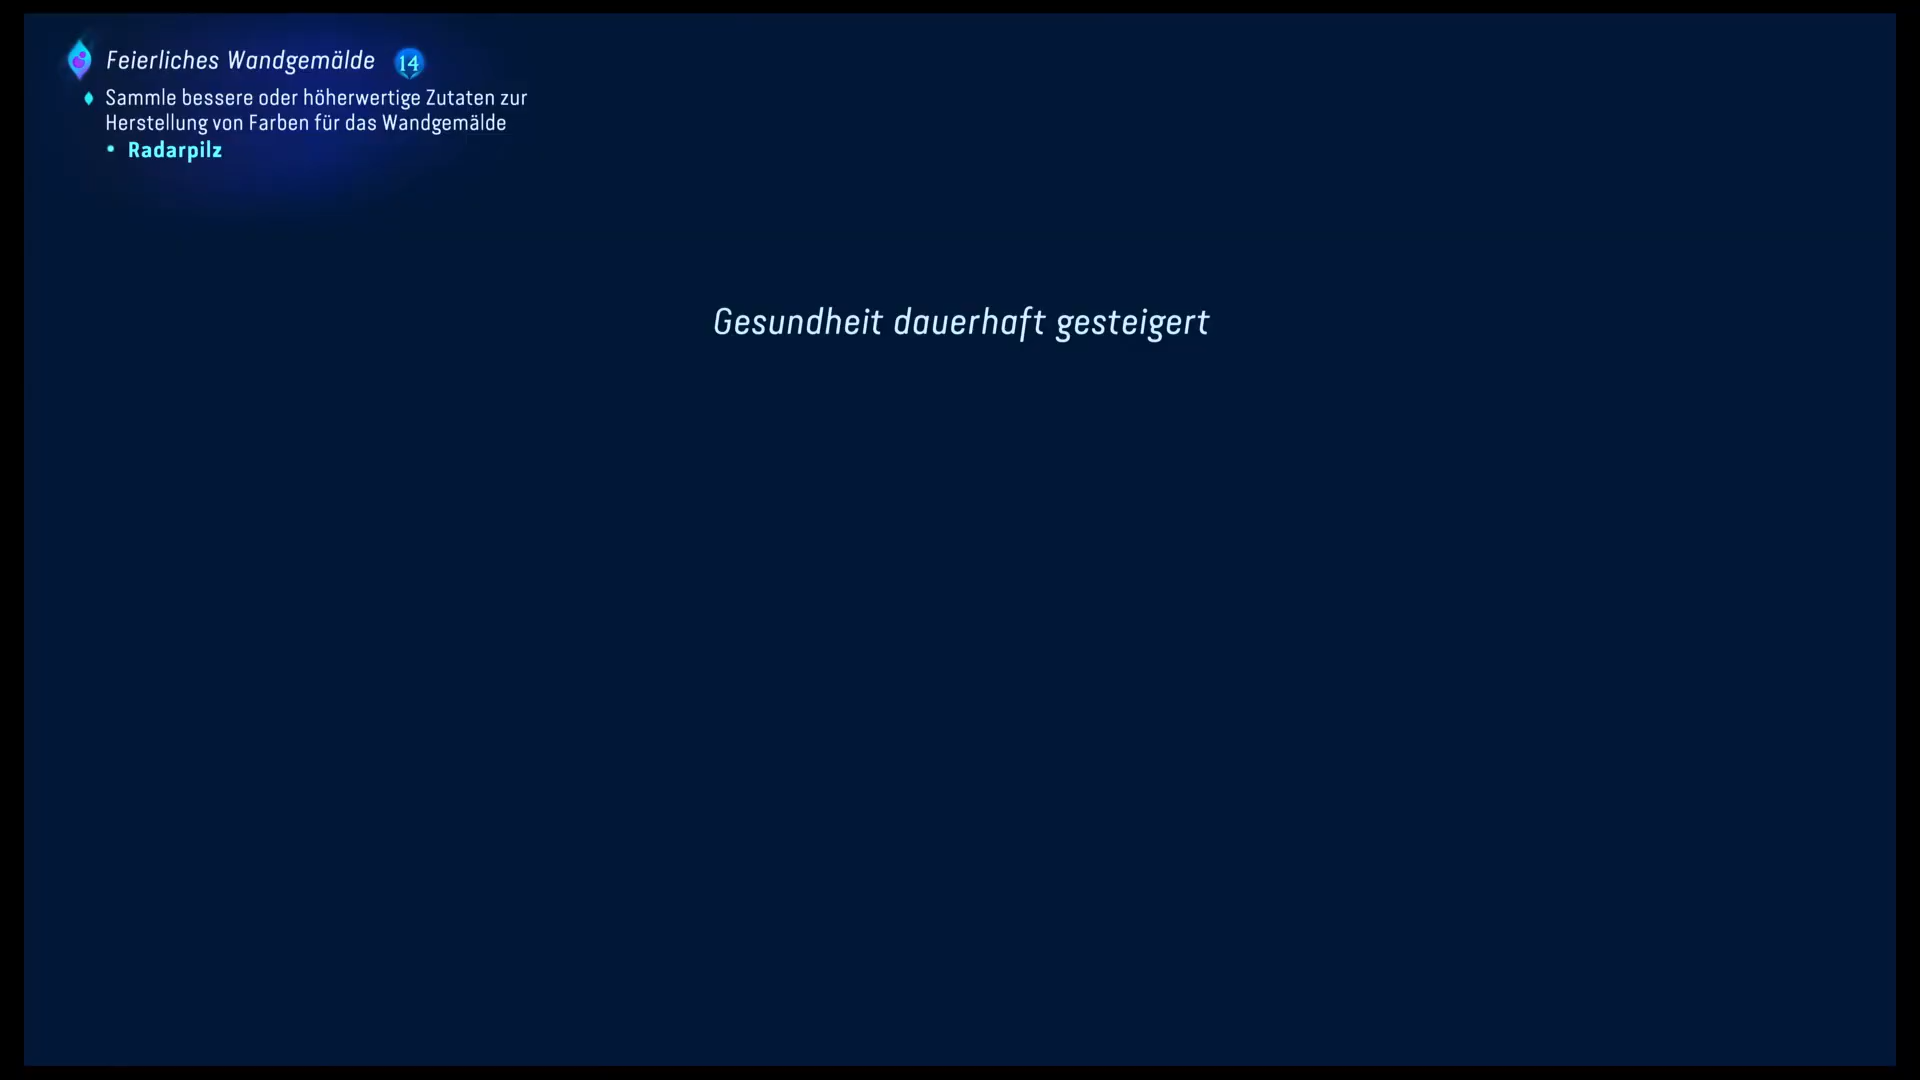 Feierliches Wandgemälde 14
Sammle bessere oder höherwertige Zutaten zur
Herstellung von Farben für das Wandgemälde
• Radarpilz
Gesundheit dauerhaft gesteigert